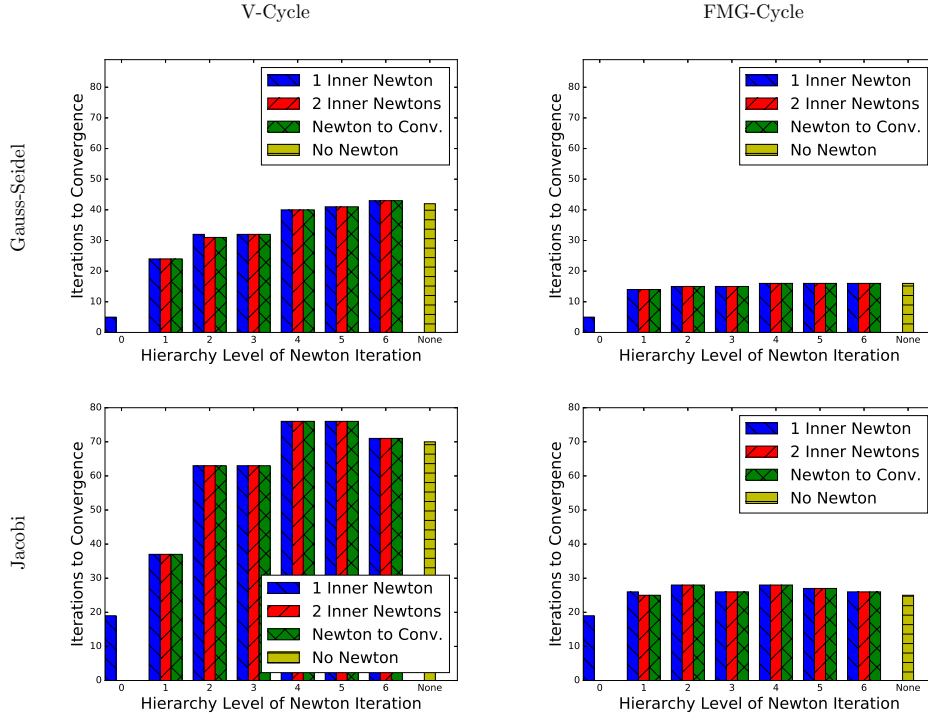 V-Cycle
FMG-Cycle
Gauss-Seidel
Iterations to Convergence
80
70
60
50
40
30
20
10
0
1 Inner Newton
2 Inner Newtons
Newton to Conv.
No Newton
0 1 2 3 4 5 6 None
Hierarchy Level of Newton Iteration
Iterations to Convergence
80
70
60
50
40
30
20
10
0
1 Inner Newton
2 Inner Newtons
Newton to Conv.
No Newton
0 1 2 3 4 5 6 None
Hierarchy Level of Newton Iteration
Jacobi
Iterations to Convergence
80
70
60
50
40
30
20
10
0
1 Inner Newton
2 Inner Newtons
Newton to Conv.
No Newton
0 1 2 3 4 5 6 None
Hierarchy Level of Newton Iteration
Iterations to Convergence
80
70
60
50
40
30
20
10
0
1 Inner Newton
2 Inner Newtons
Newton to Conv.
No Newton
0 1 2 3 4 5 6 None
Hierarchy Level of Newton Iteration